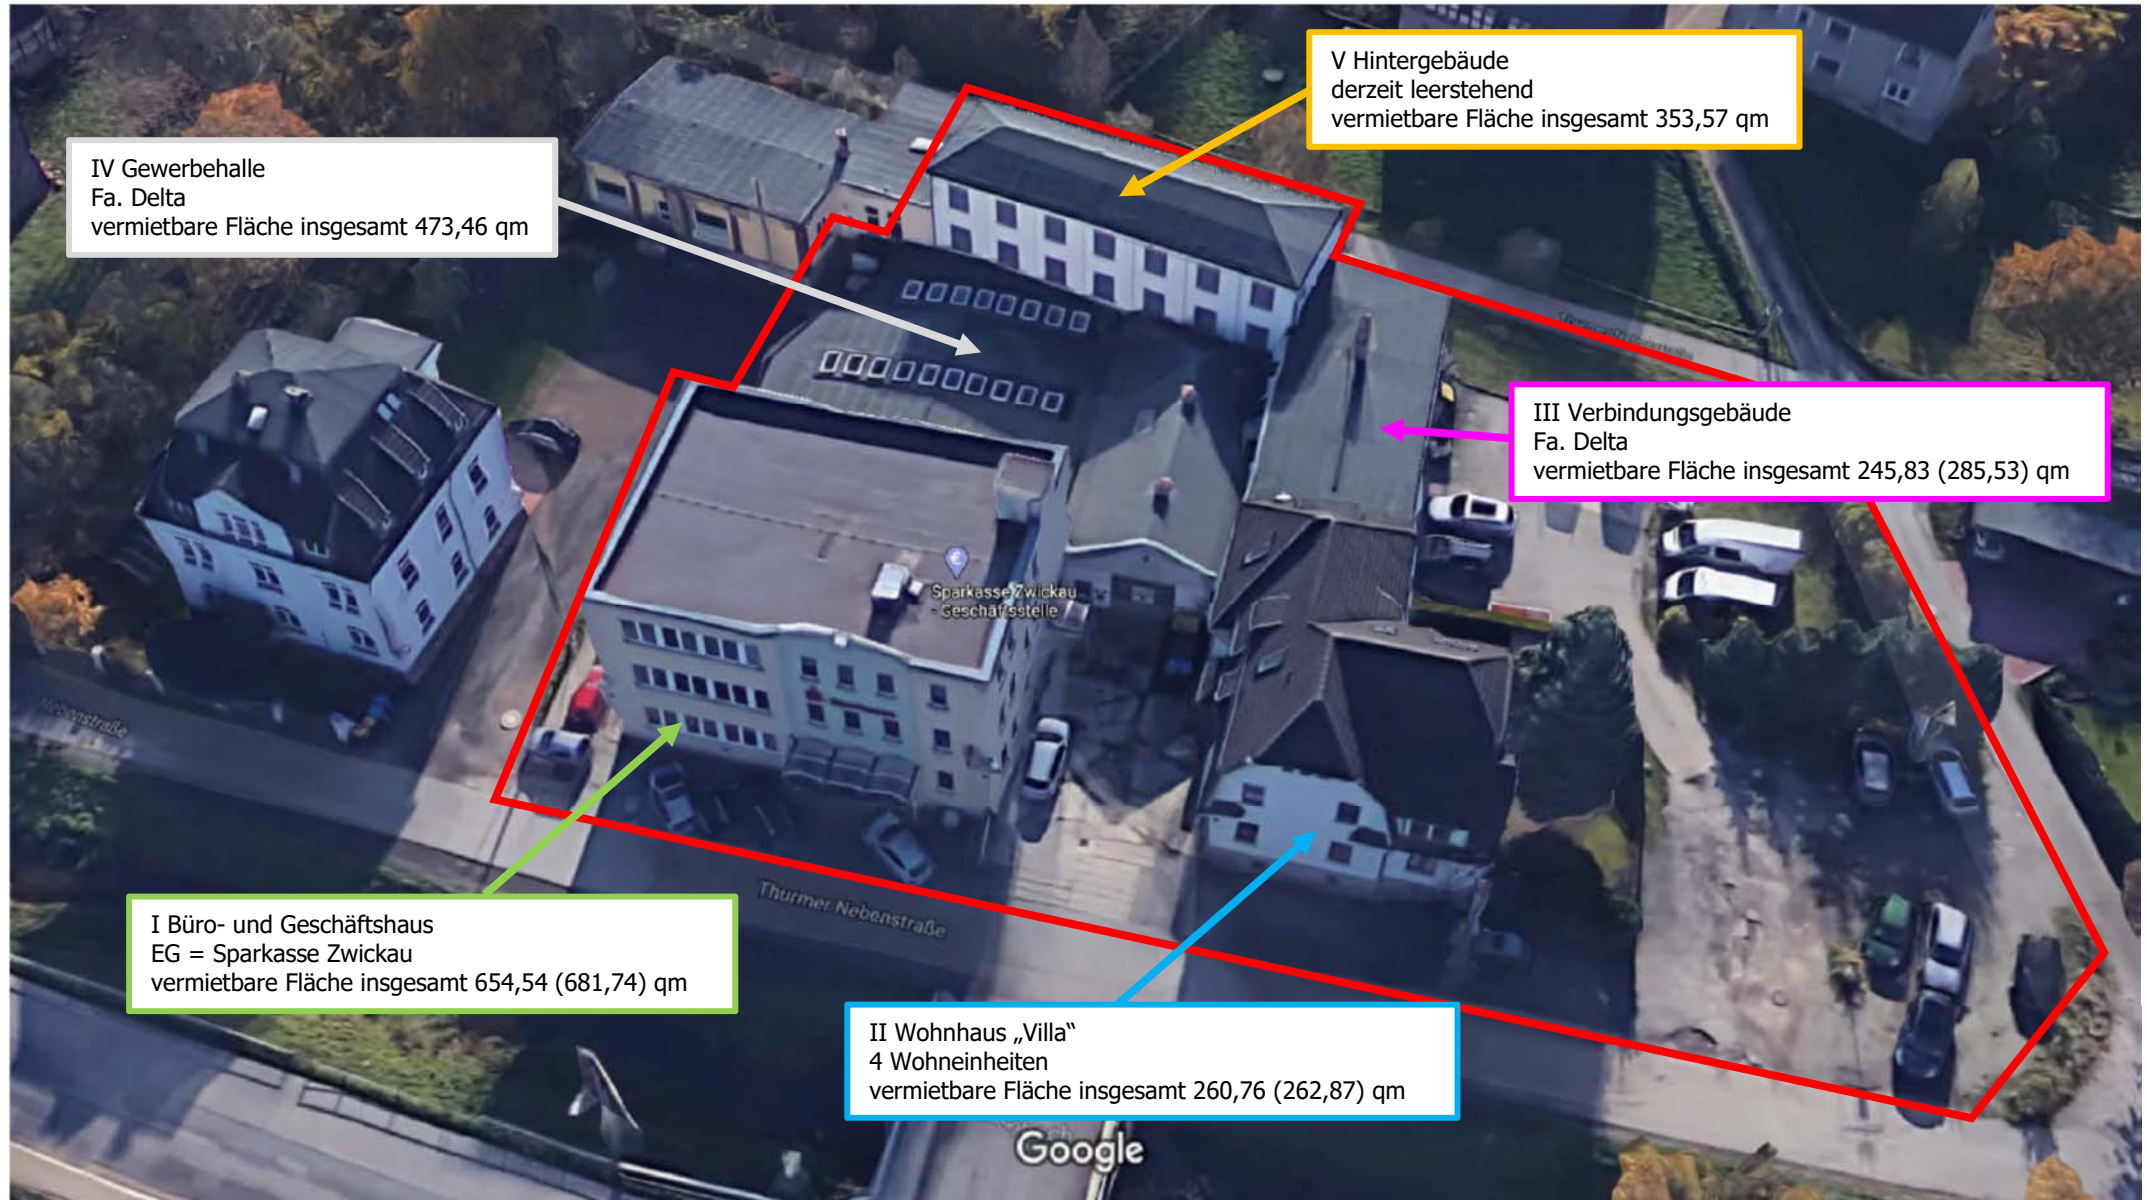 V Hintergebäude
derzeit leerstehend
vermietbare Fläche insgesamt 353,57 qm
IV Gewerbehalle
Fa. Delta
vermietbare Fläche insgesamt 473,46 qm
III Verbindungsgebäude
Fa. Delta
vermietbare Fläche insgesamt 245,83 (285,53) qm
Sparkasse Zwickau
- Geschäftsstelle
Nebenstraße
Thurmer Nebenstraße
I Büro- und Geschäftshaus
EG = Sparkasse Zwickau
vermietbare Fläche insgesamt 654,54 (681,74) qm
II Wohnhaus „Villa“
4 Wohneinheiten
vermietbare Fläche insgesamt 260,76 (262,87) qm
Google